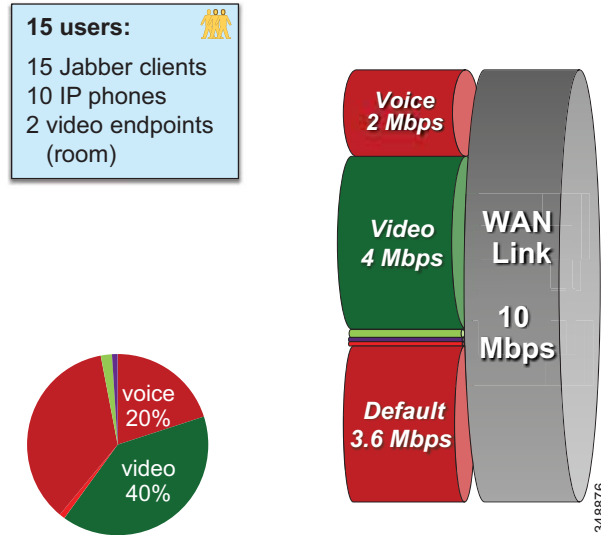 15 users:
15 Jabber clients
10 IP phones
2 video endpoints
(room)
Voice
2 Mbps
Video
4 Mbps
WAN
Link
10
Mbps
Default
3.6 Mbps
voice
20%
video
40%
348876